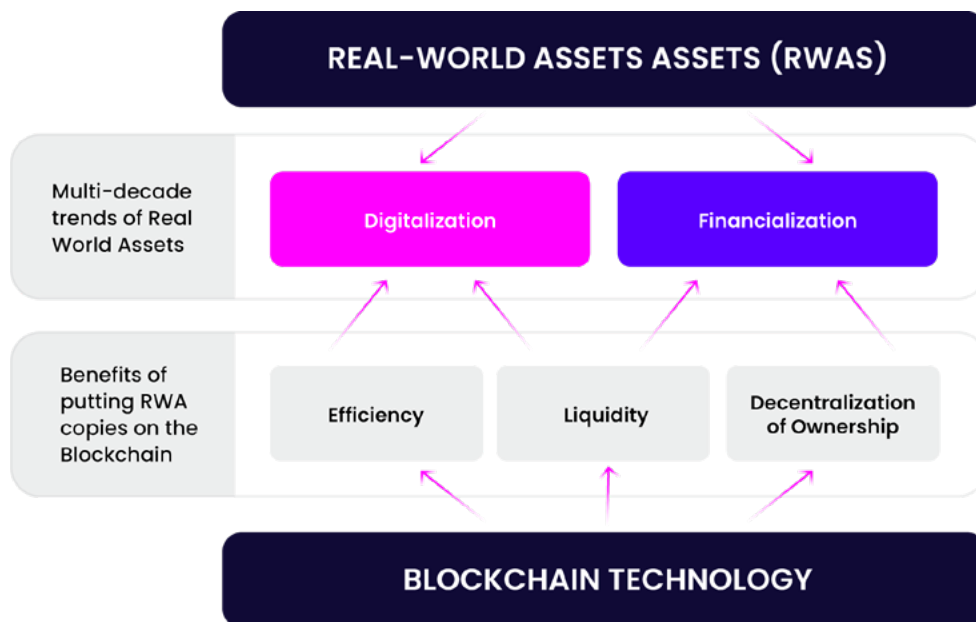 REAL-WORLD ASSETS ASSETS (RWAS)
Multi-decade
trends of Real
World Assets
Digitalization
Financialization
Benefits of
putting RWA
copies on the
Blockchain
Efficiency
Liquidity
Decentralization
of Ownership
BLOCKCHAIN TECHNOLOGY